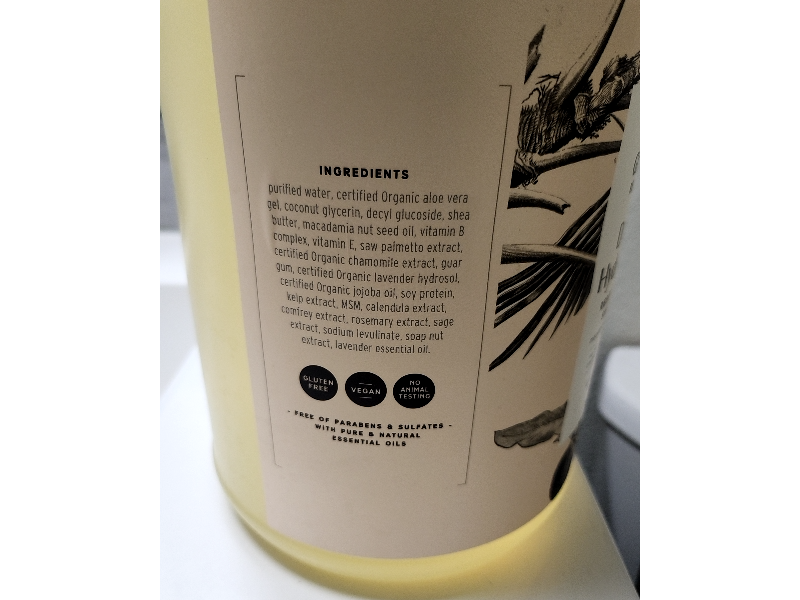 INGREDIENTS
purified water, certified Organic aloe vera
gel, coconut glycerin, decyl glucoside, shea
butter, macadamia nut seed oil, vitamin B
complex, vitamin E, saw palmetto extract,
certified Organic chamomile extract, guar
gum, certified Organic lavender hydrosol,
certified Organic jojoba oil, soy protein,
kelp extract, MSM, calendula extract,
comfrey extract, rosemary extract, sage
extract, sodium levulinate, soap nut
extract, lavender essential oil.
GLUTEN
FREE
VEGAN
NO
ANIMAL
TESTING
- FREE OF PARABENS & SULFATES -
WITH PURE & NATURAL
ESSENTIAL OILS